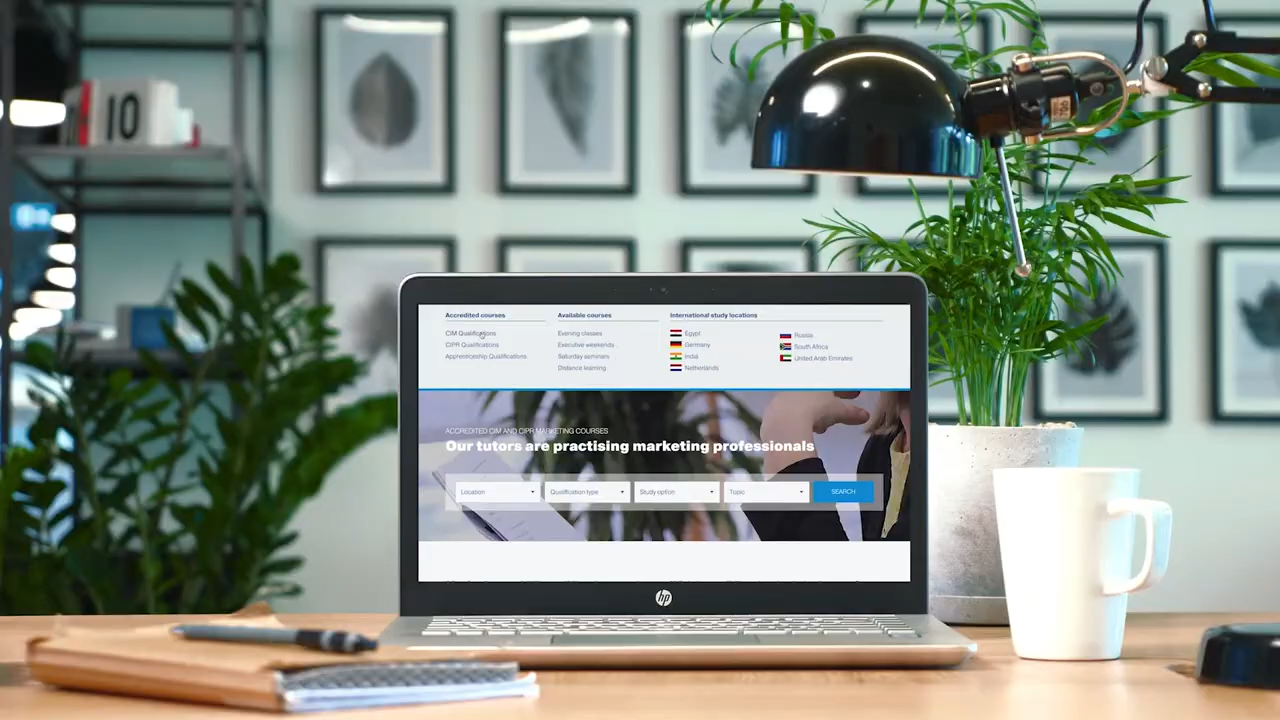 10
Accredited courses
CIM Qualifications
CIPR Qualifications
Apprenticeship Qualifications
Available courses
Evening classes
Executive weekends
Saturday seminars
Distance learning
International study locations
Egypt
Germany
India
Netherlands
Russia
South Africa
United Arab Emirates
ACCREDITED CIM AND CIPR MARKETING COURSES
Our tutors are practising marketing professionals
Location
Qualification type
Study option
Topic
SEARCH
hp